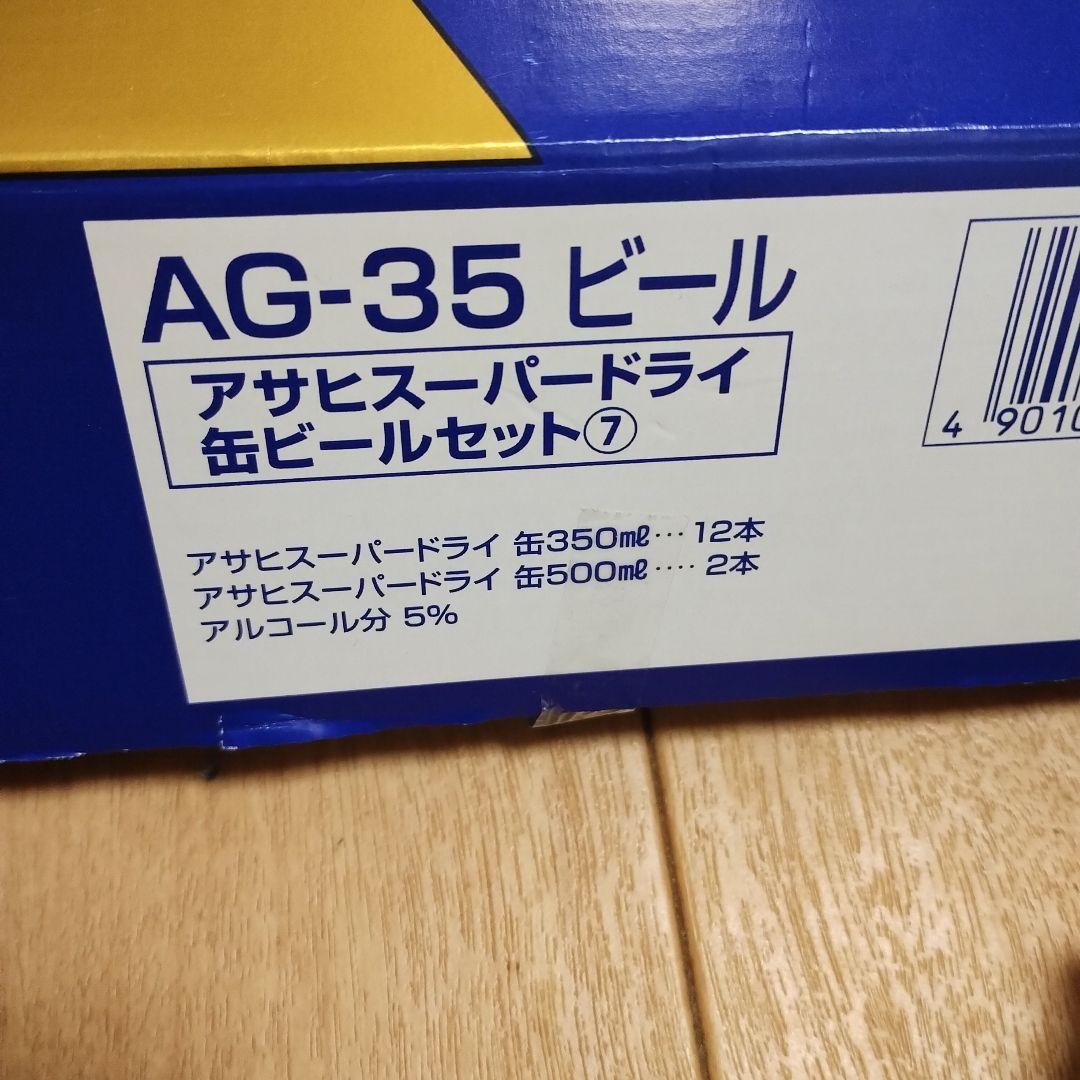 AG-35 ビール
アサヒスーパードライ
缶ビールセット⑦
アサヒスーパードライ 缶350㎖… 12本
アサヒスーパードライ 缶500㎖‥‥ 2本
アルコール分 5%
4 9010